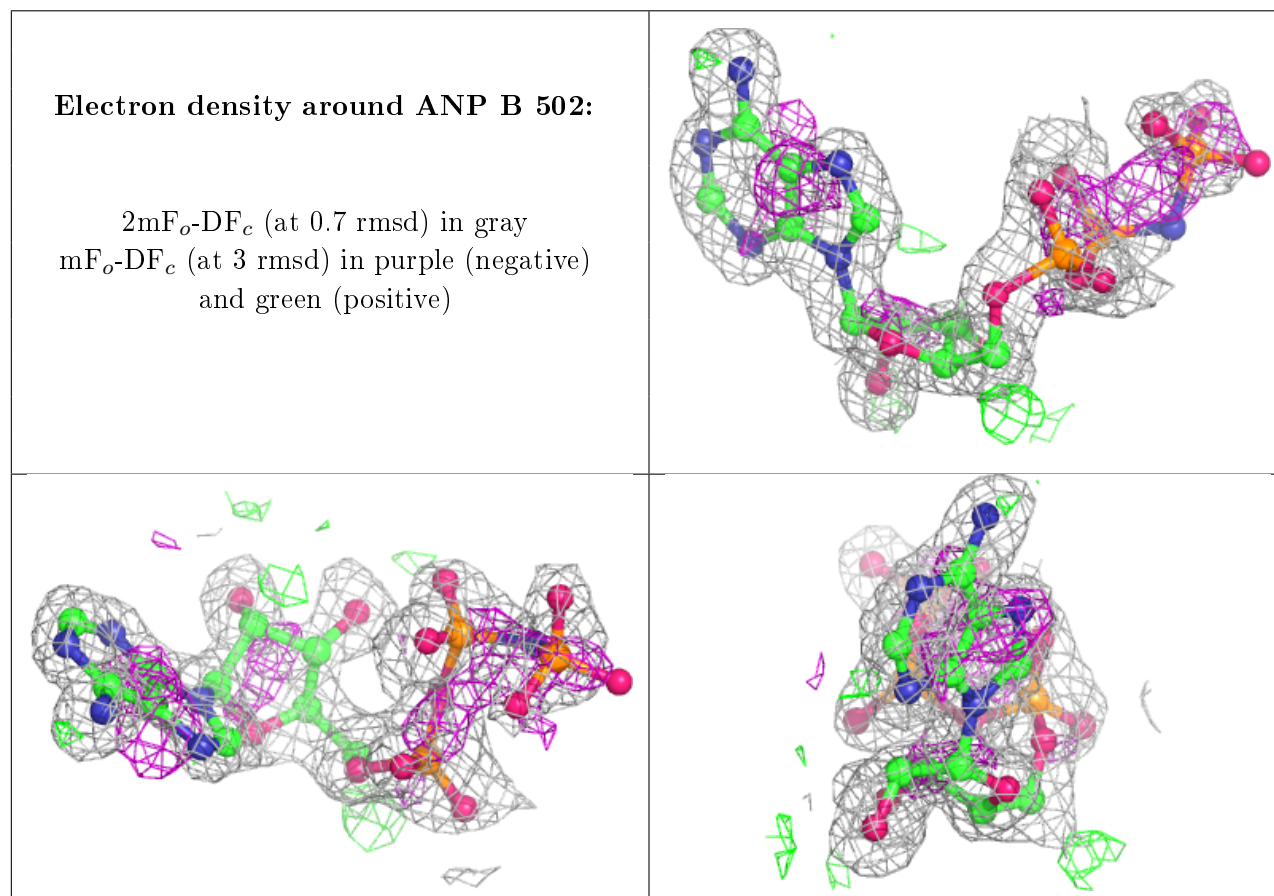 Electron density around ANP B 502:
2mFo-DFc (at 0.7 rmsd) in gray
mFo-DFc (at 3 rmsd) in purple (negative)
and green (positive)